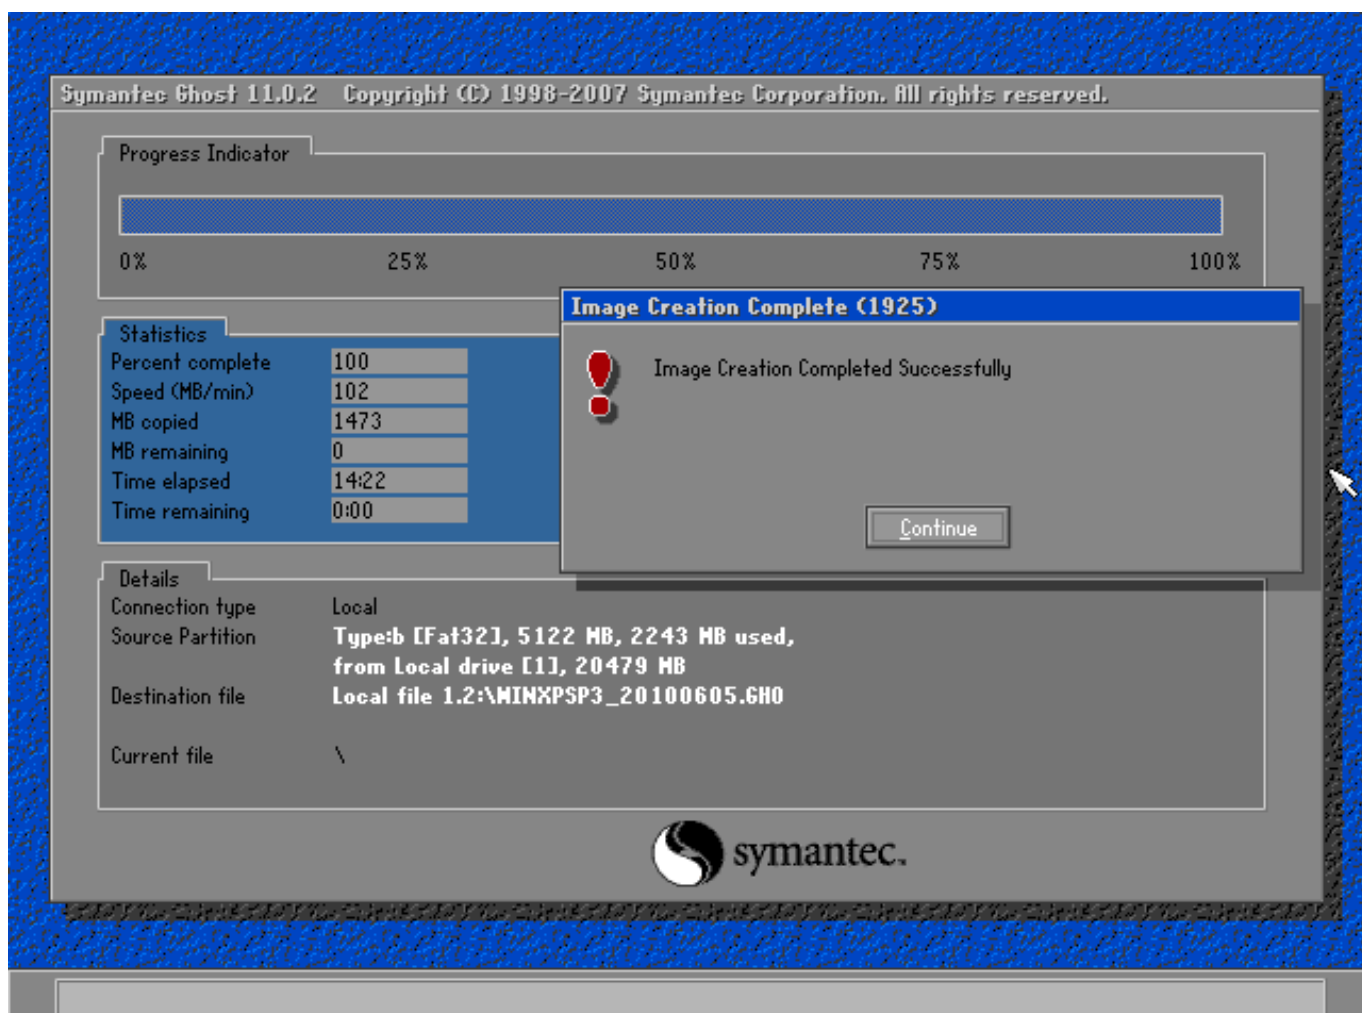 Symantec Ghost 11.0.2   Copyright (C) 1998-2007 Symantec Corporation. All rights reserved.
Progress Indicator
0%   25%   50%   75%   100%
Image Creation Complete (1925)
Image Creation Completed Successfully
Continue
Statistics
Percent complete   100
Speed (MB/min)   102
MB copied   1473
MB remaining   0
Time elapsed   14:22
Time remaining   0:00
Details
Connection type   Local
Source Partition   Type:b [Fat32], 5122 MB, 2243 MB used,
from Local drive [1], 20479 MB
Destination file   Local file 1.2:\WINXPSP3_20100605.GHO
Current file   \
symantec.